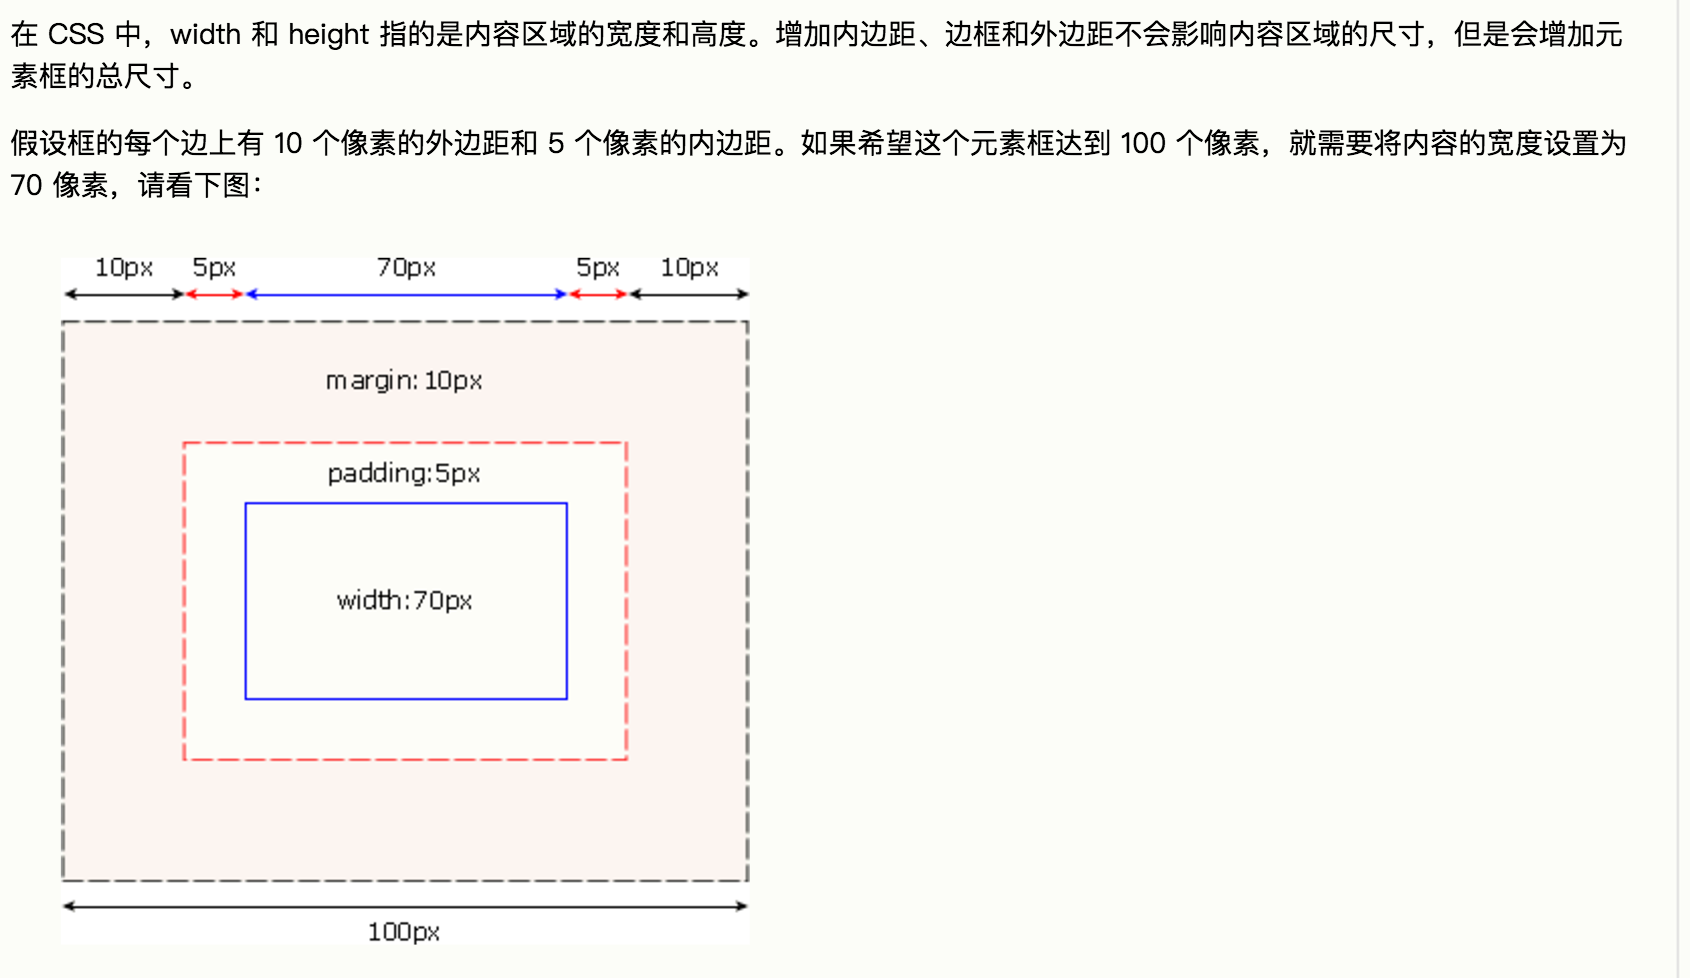 在 CSS 中，width 和 height 指的是内容区域的宽度和高度。增加内边距、边框和外边距不会影响内容区域的尺寸，但是会增加元
素框的总尺寸。
假设框的每个边上有 10 个像素的外边距和 5 个像素的内边距。如果希望这个元素框达到 100 个像素，就需要将内容的宽度设置为
70 像素，请看下图：
10px 5px 70px 5px 10px
margin:10px
padding:5px
width:70px
100px